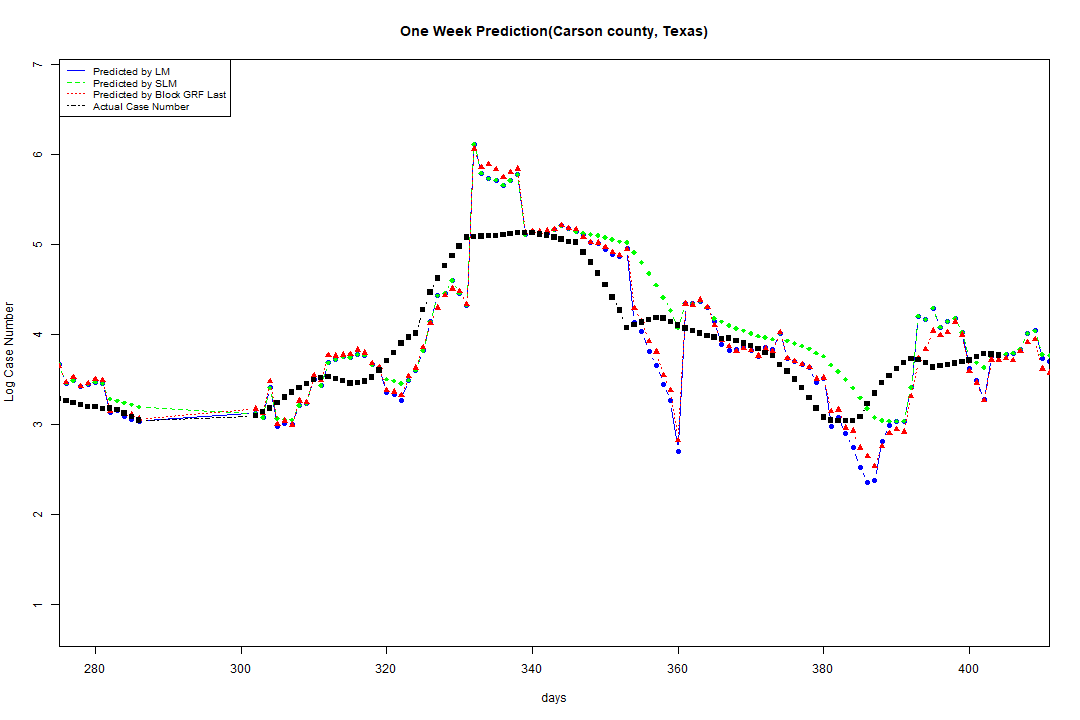 One Week Prediction(Carson county, Texas)
Predicted by LM
Predicted by SLM
Predicted by Block GRF Last
Actual Case Number
Log Case Number
7
6
5
4
3
2
1
280 300 320 340 360 380 400
days